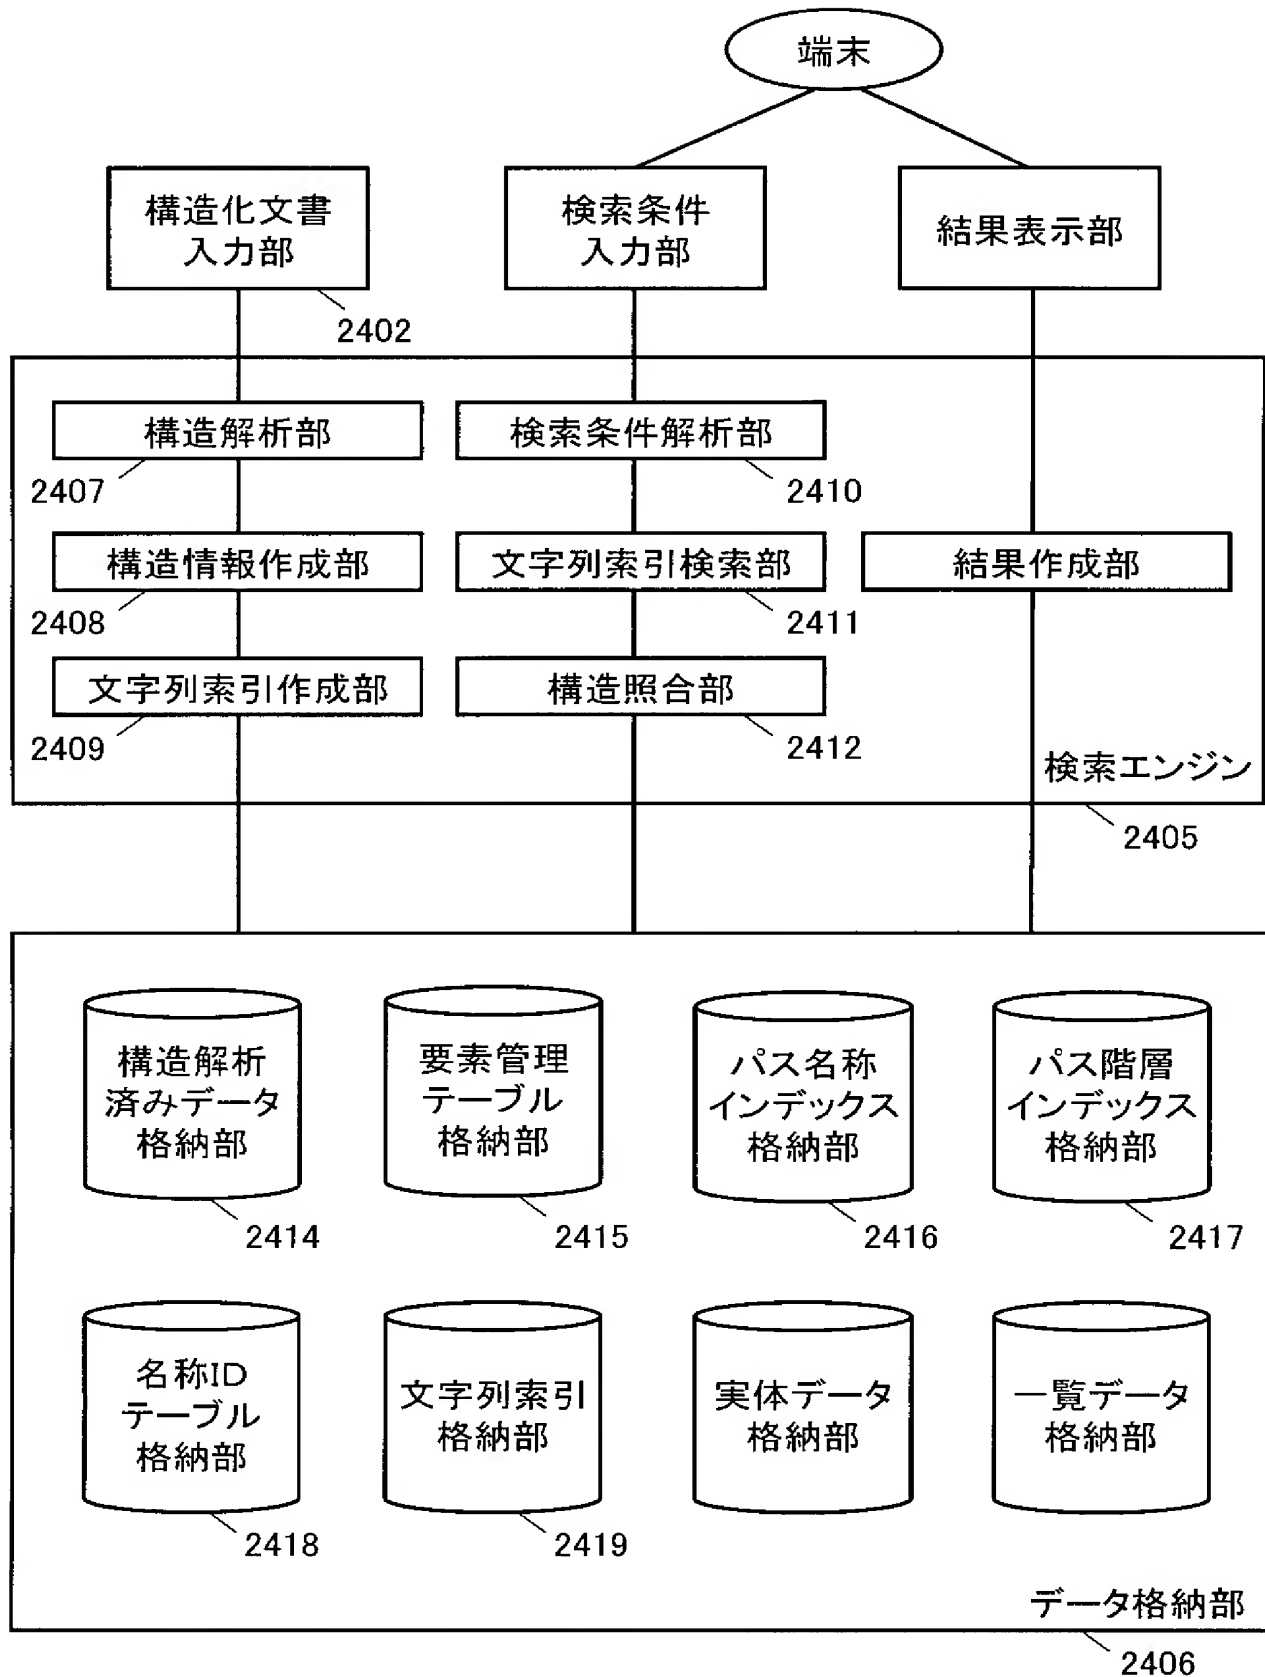 端末
構造化文書
入力部
2402
検索条件
入力部
結果表示部
構造解析部
2407
検索条件解析部
2410
構造情報作成部
2408
文字列索引検索部
2411
結果作成部
文字列索引作成部
2409
構造照合部
2412
検索エンジン
2405
構造解析
済みデータ
格納部
2414
要素管理
テーブル
格納部
2415
パス名称
インデックス
格納部
2416
パス階層
インデックス
格納部
2417
名称ID
テーブル
格納部
2418
文字列索引
格納部
2419
実体データ
格納部
一覧データ
格納部
データ格納部
2406